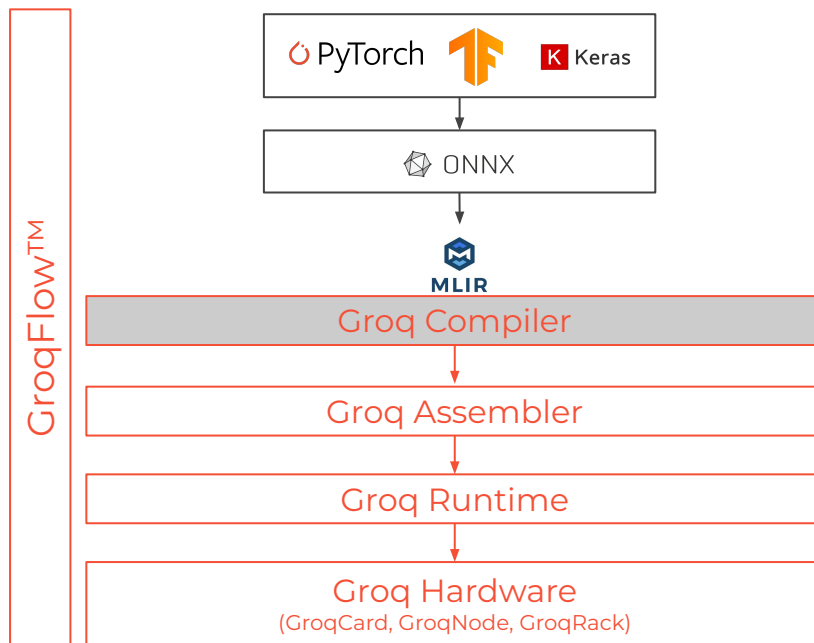 GroqFlow™
PyTorch
Keras
ONNX
MLIR
Groq Compiler
Groq Assembler
Groq Runtime
Groq Hardware
(GroqCard, GroqNode, GroqRack)